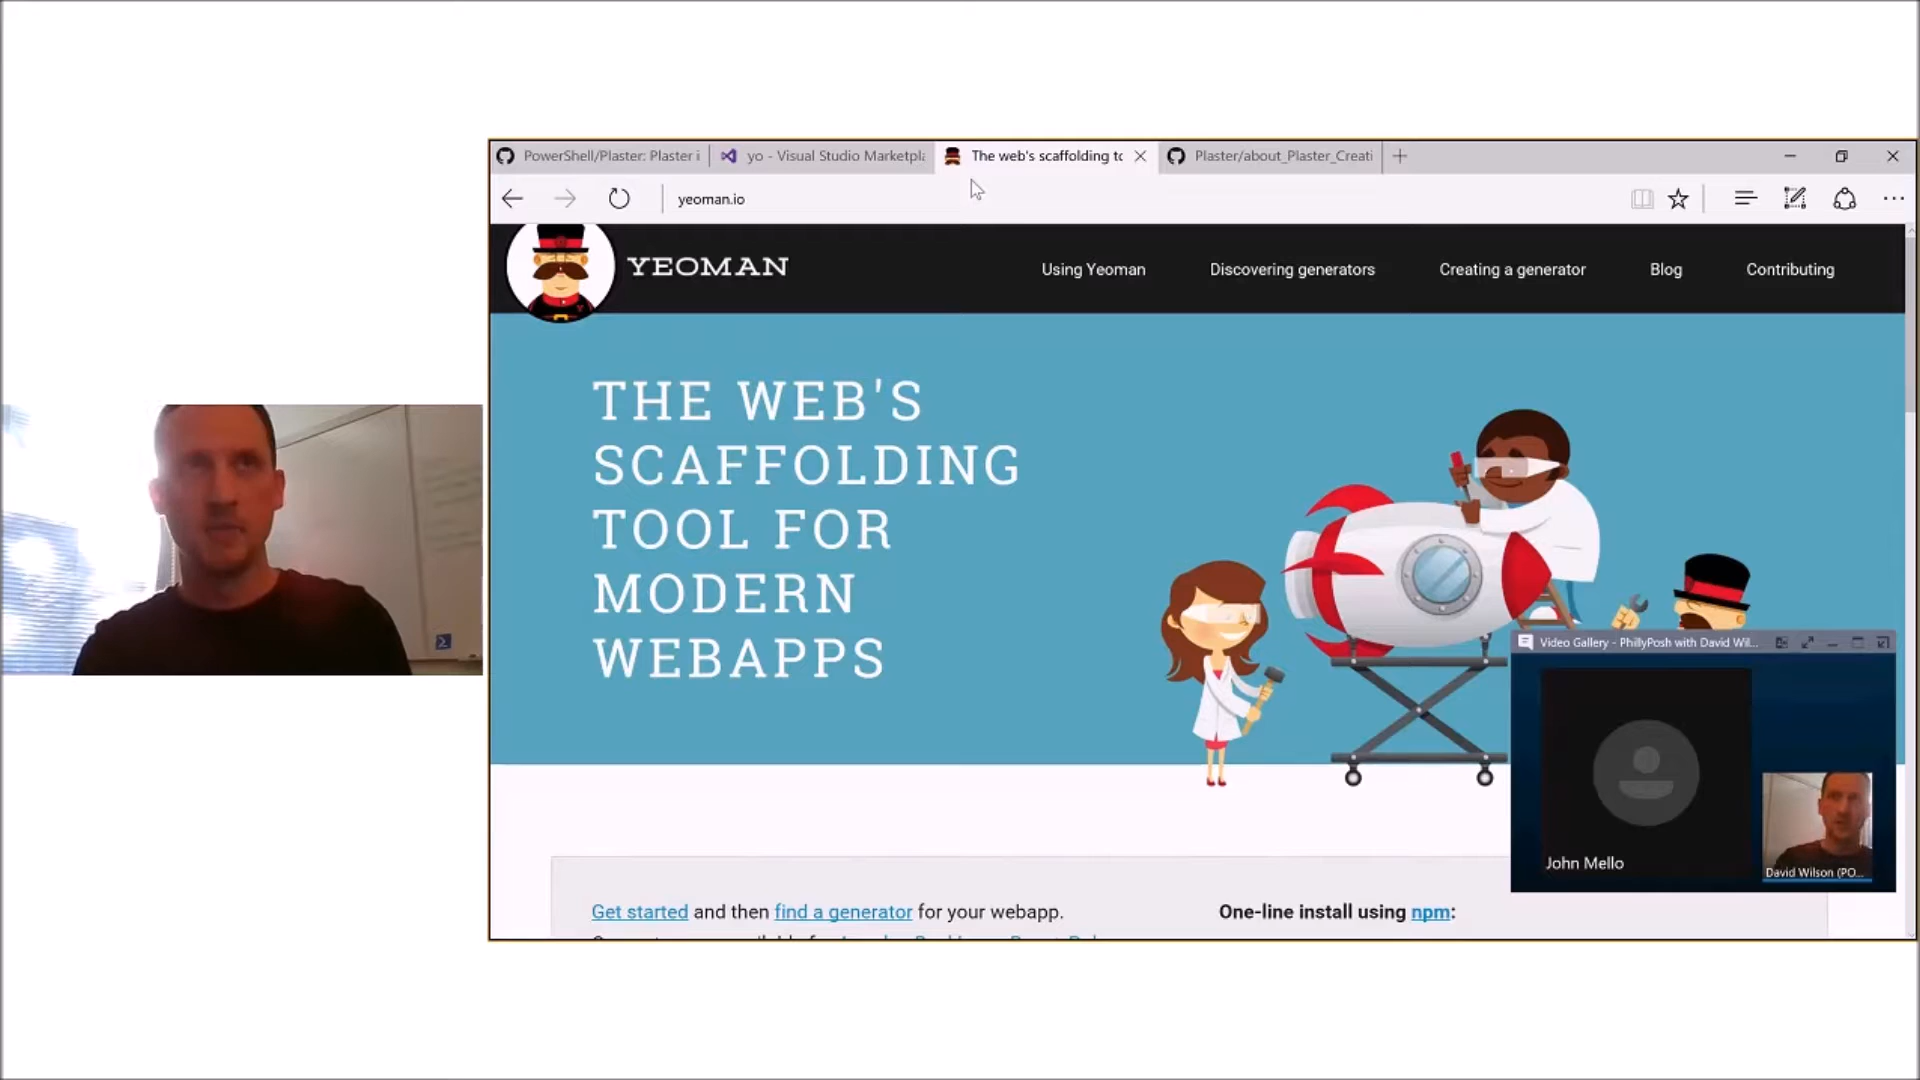 PowerShell/Plaster: Plaster i
yo - Visual Studio Marketpla
The web's scaffolding to
Plaster/about_Plaster_Creati
yeoman.io
YEOMAN
Using Yeoman
Discovering generators
Creating a generator
Blog
Contributing
THE WEB'S
SCAFFOLDING
TOOL FOR
MODERN
WEBAPPS
Video Gallery - PhillyPosh with David Wil...
John Mello
David Wilson (PO...
Get started and then find a generator for your webapp.
One-line install using npm: